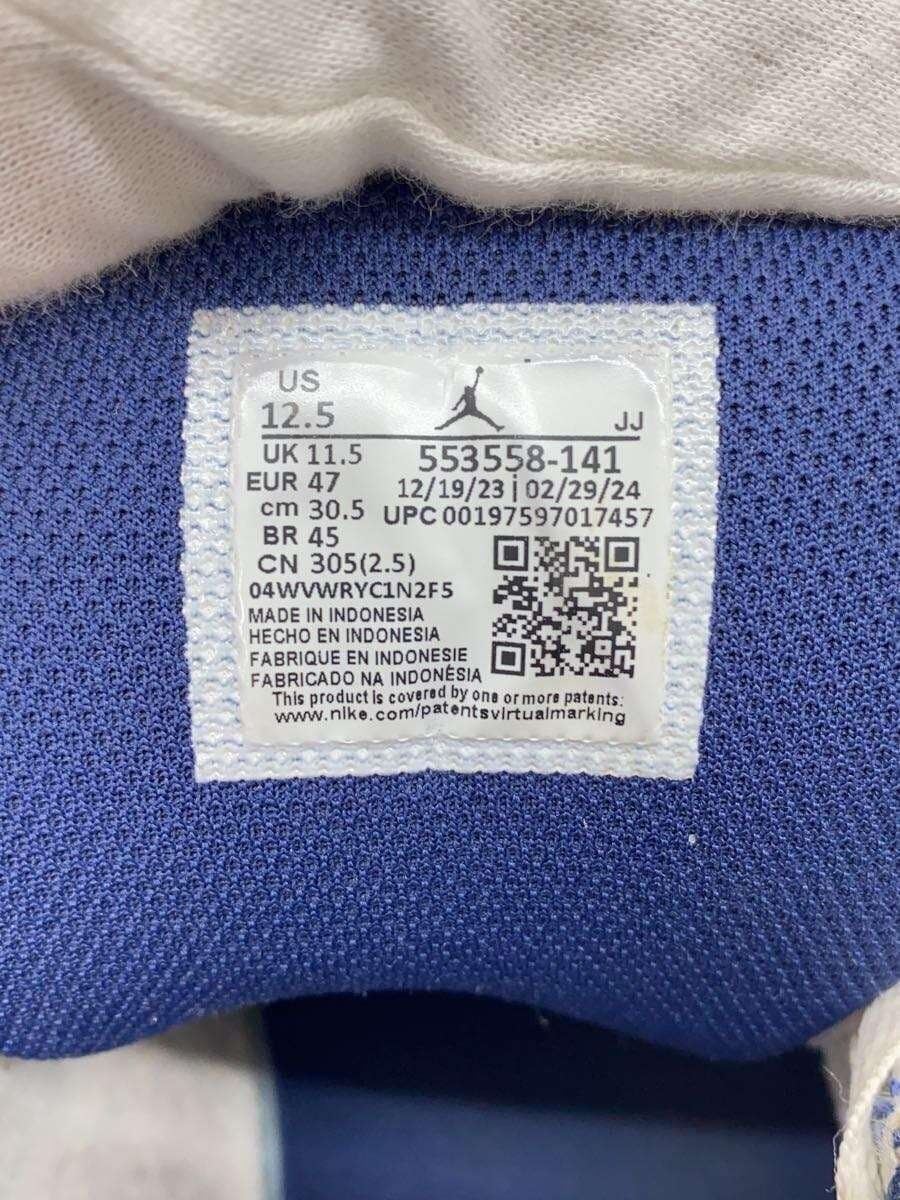 US
12.5
JJ
UK 11.5
EUR 47
cm 30.5
BR 45
CN 305(2.5)
553558-141
12/19/23 | 02/29/24
UPC 00197597017457
04WVWRYC1N2F5
MADE IN INDONESIA
HECHO EN INDONESIA
FABRIQUE EN INDONESIE
FABRICADO NA INDONÉSIA
This product is covered by one or more patents:
www.nike.com/patentsvirtualmarking